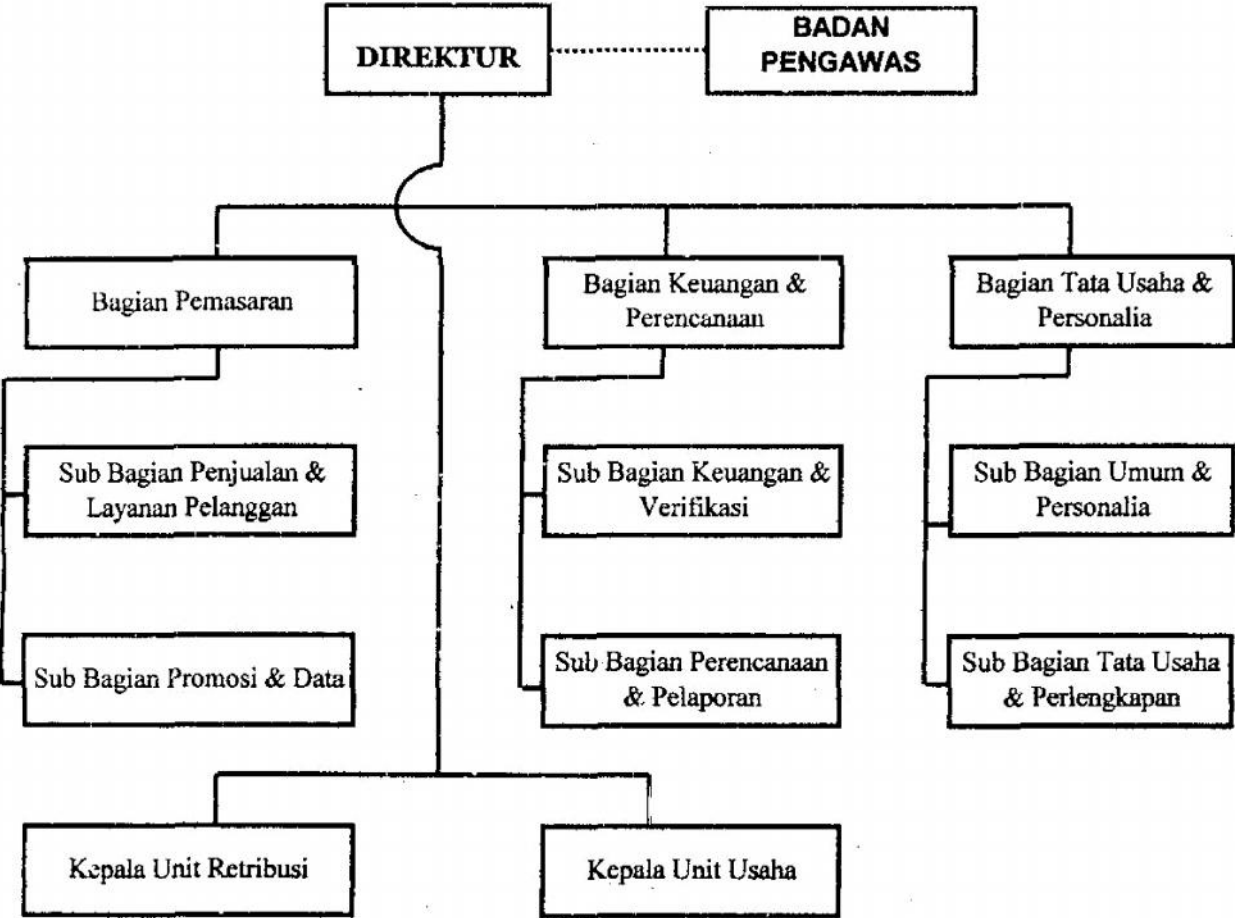 DIREKTUR
BADAN
PENGAWAS
Bagian Pemasaran
Bagian Keuangan &
Perencanaan
Bagian Tata Usaha &
Personalia
Sub Bagian Penjualan &
Layanan Pelanggan
Sub Bagian Keuangan &
Verifikasi
Sub Bagian Umum &
Personalia
Sub Bagian Promosi & Data
Sub Bagian Perencanaan
& Pelaporan
Sub Bagian Tata Usaha
& Perlengkapan
Kepala Unit Retribusi
Kepala Unit Usaha